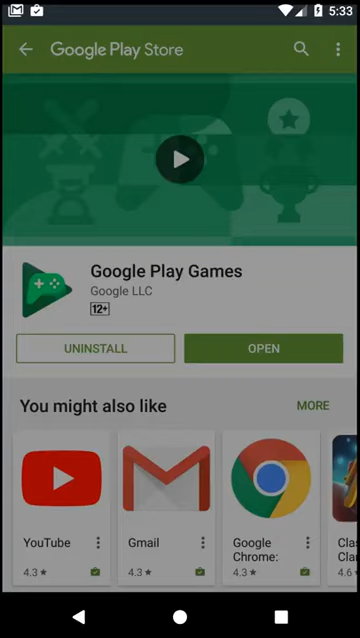 5:33
Google Play Store
Google Play Games
Google LLC
12+
UNINSTALL
OPEN
You might also like
MORE
YouTube
4.3★
Gmail
4.3★
Google
Chrome:
4.3★
Clas
Clan
4.6